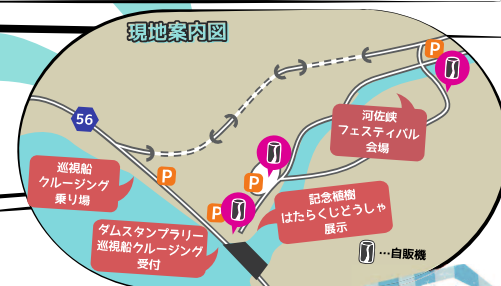 現地案内図
P
56
河佐峡
フェスティバル
会場
巡視船
クルージング
乗り場
P
P
P
記念植樹
はたらくじどうしゃ
展示
ダムスタンプラリー
巡視船クルージング
受付
…自販機